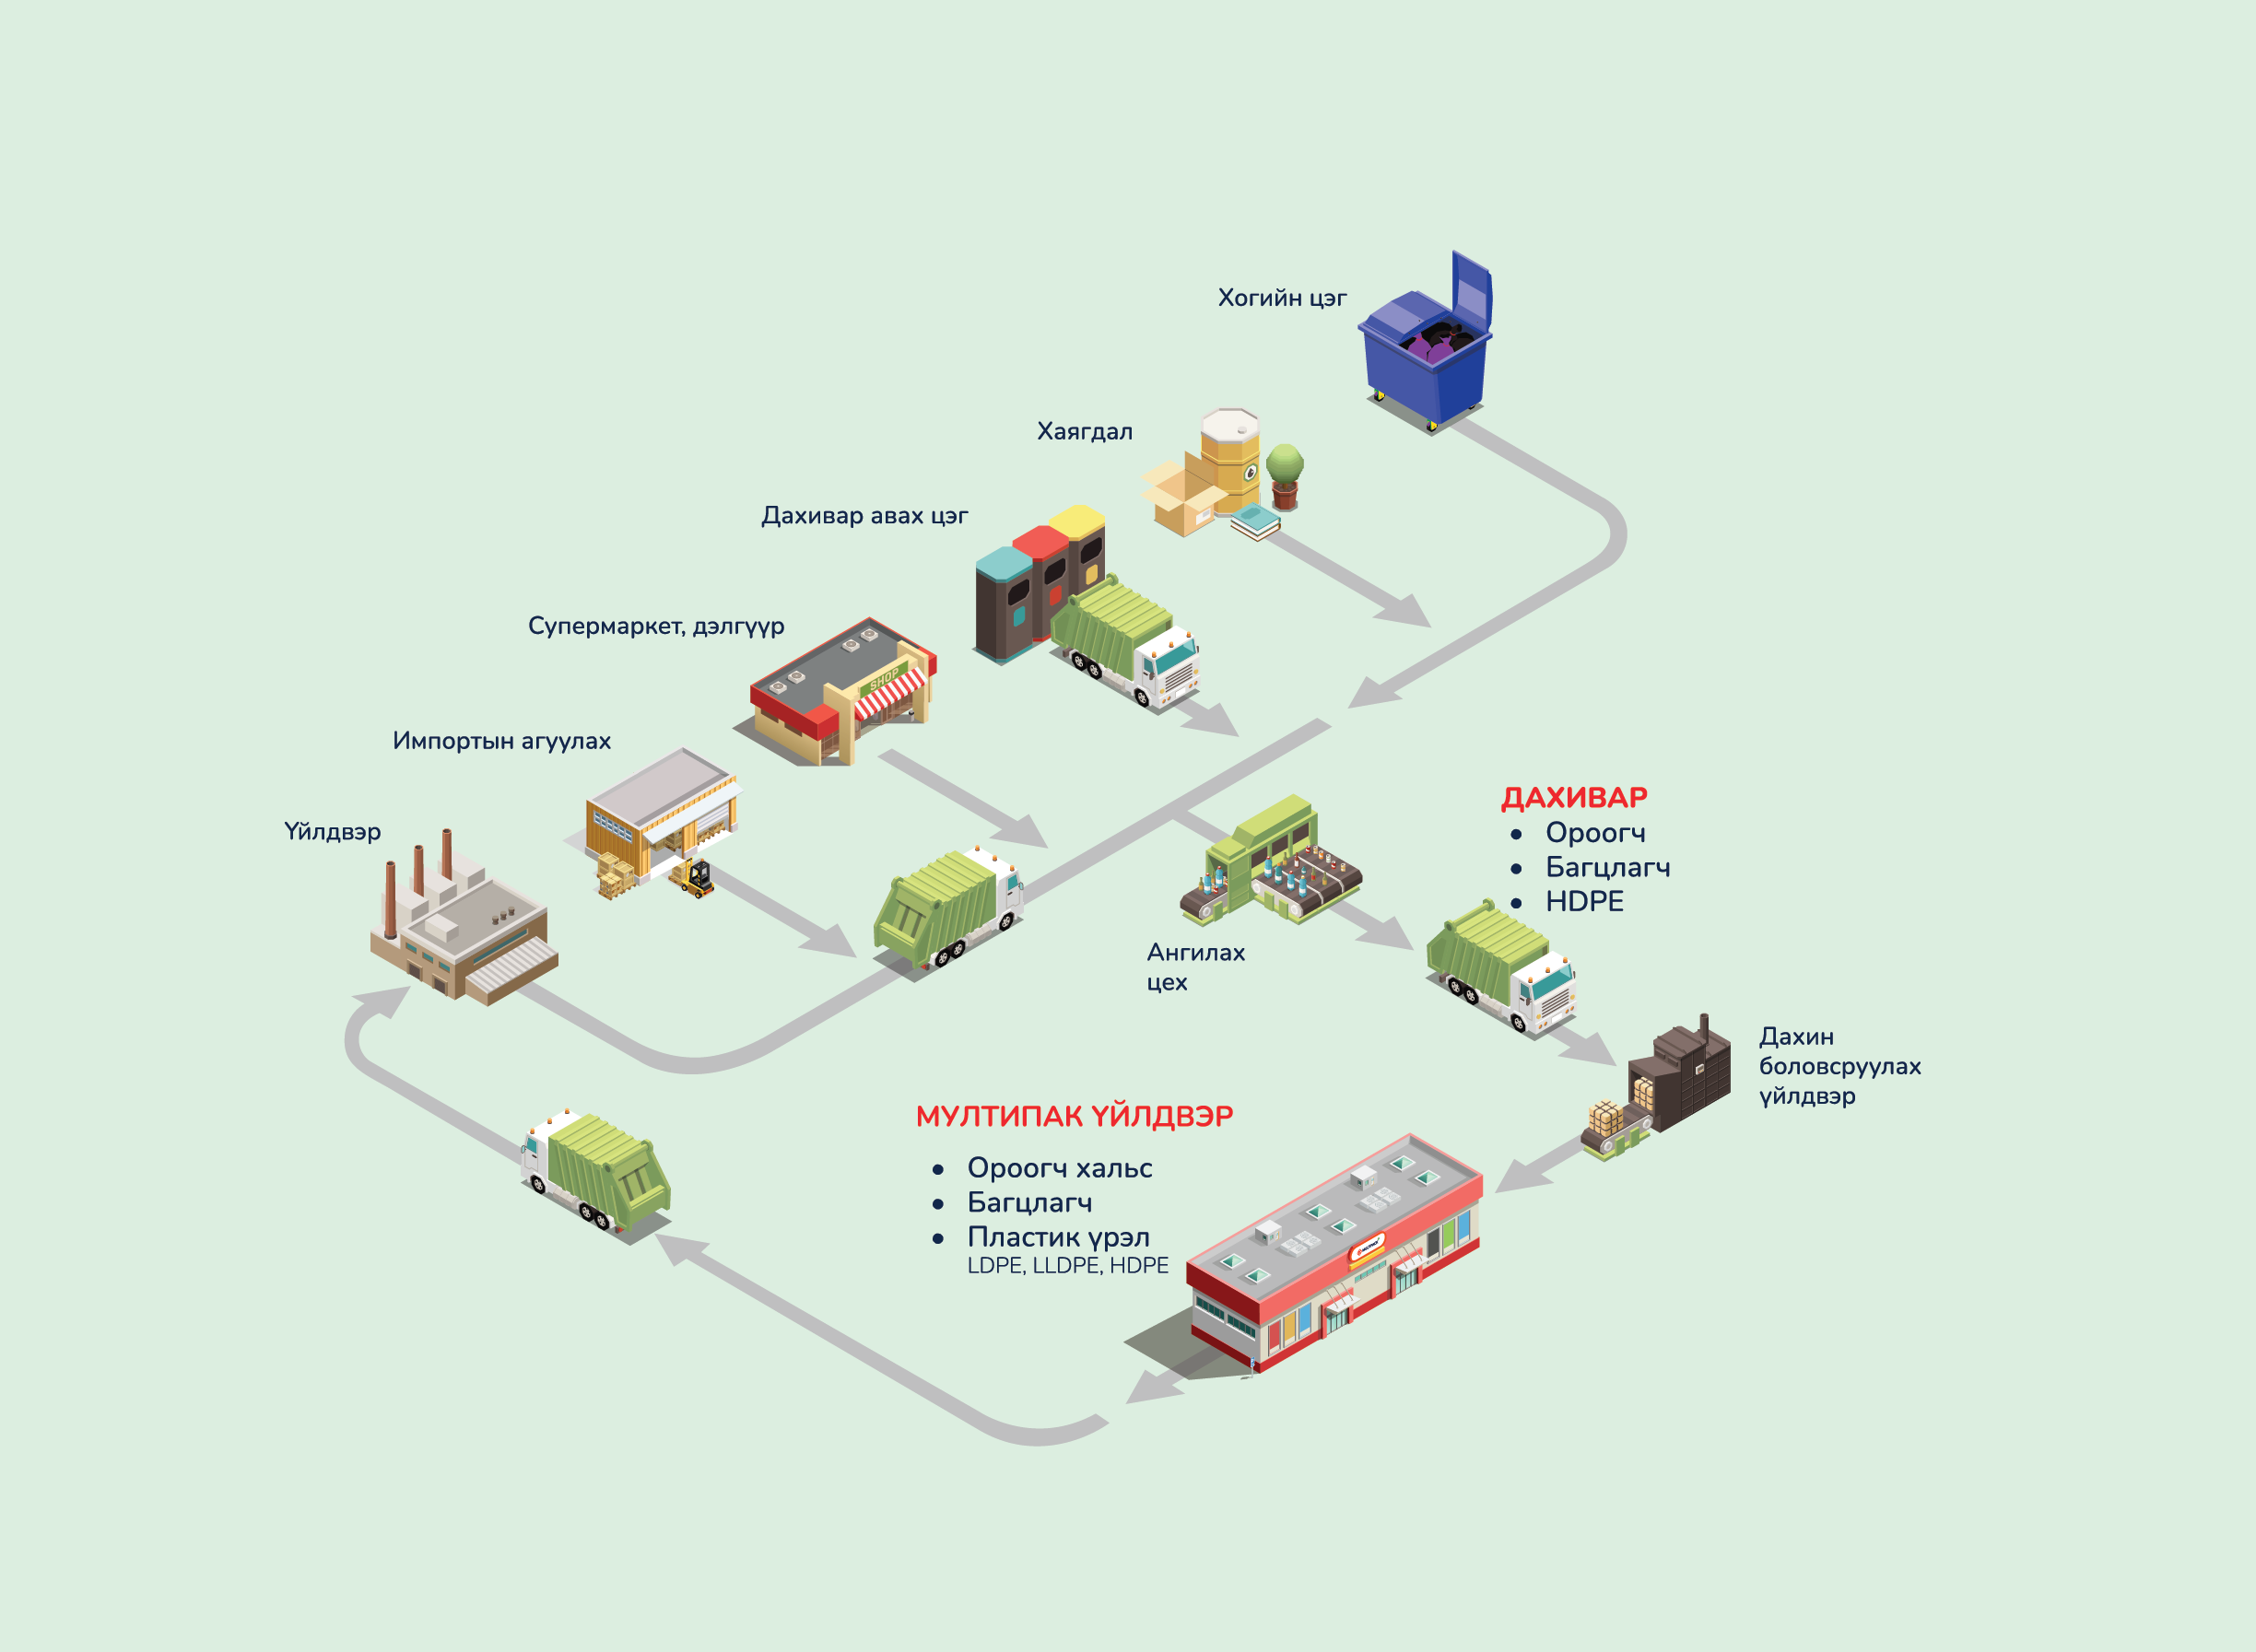 Хогийн цэг
Хаягдал
Дахивар авах цэг
Супермаркет, дэлгүүр
SHOP
Импортын агуулах
Үйлдвэр
ДАХИВАР
• Ороогч
• Багцлагч
• HDPE
Ангилах
цех
Дахин
боловсруулах
үйлдвэр
МУЛТИПАК ҮЙЛДВЭР
• Ороогч хальс
• Багцлагч
• Пластик үрэл
LDPE, LLDPE, HDPE